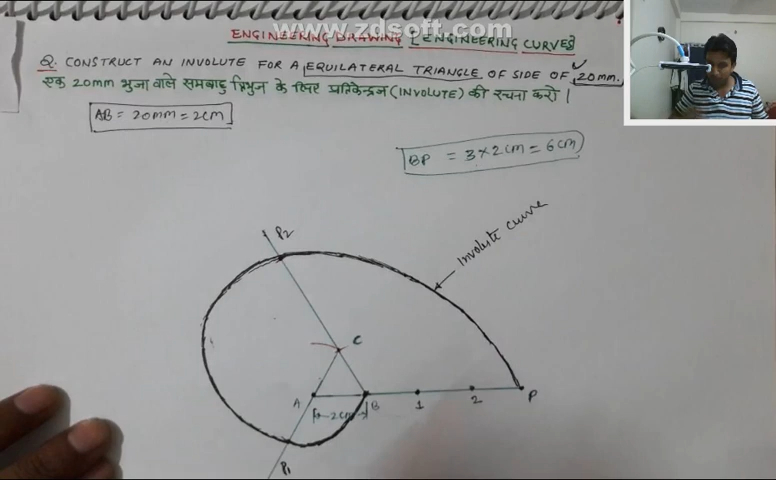 www.zdsoft.com
ENGINEERING DRAWING [ENGINEERING CURVES]
Q. CONSTRUCT AN INVOLUTE FOR A EQUILATERAL TRIANGLE OF SIDE OF 20mm.
एक 20mm भुजा वाले समबाहु त्रिभुज के लिए प्रतिकेन्द्रज (INVOLUTE) की रचना करो |
AB = 20mm = 2cm
BP = 3×2cm = 6cm
P2
Involute curve
C
A
B
1
2
P
2cm
P1